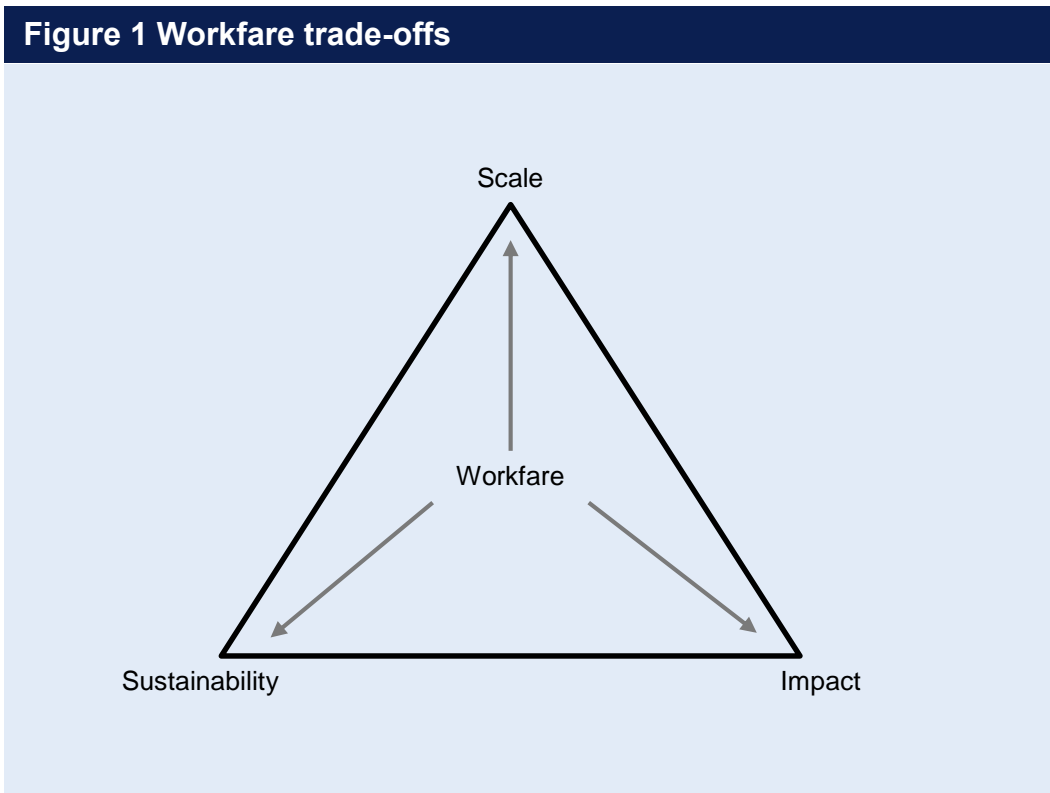 Figure 1 Workfare trade-offs
Scale
Workfare
Sustainability
Impact